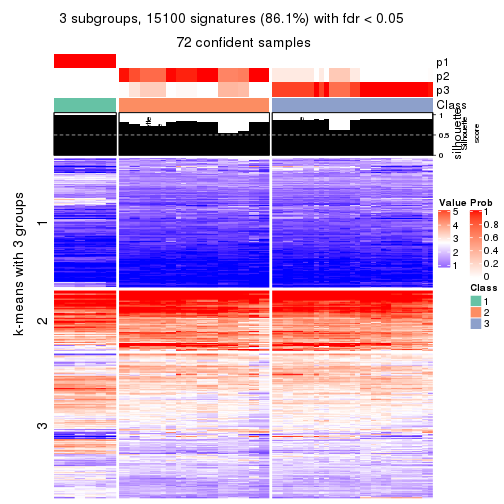 3 subgroups, 15100 signatures (86.1%) with fdr < 0.05
72 confident samples
p1
p2
p3
Class
1
0.5
0
silhouette
Silhouette
score
k-means with 3 groups
1
2
3
Value
5
4
3
2
1
Prob
1
0.8
0.6
0.4
0.2
0
Class
1
2
3